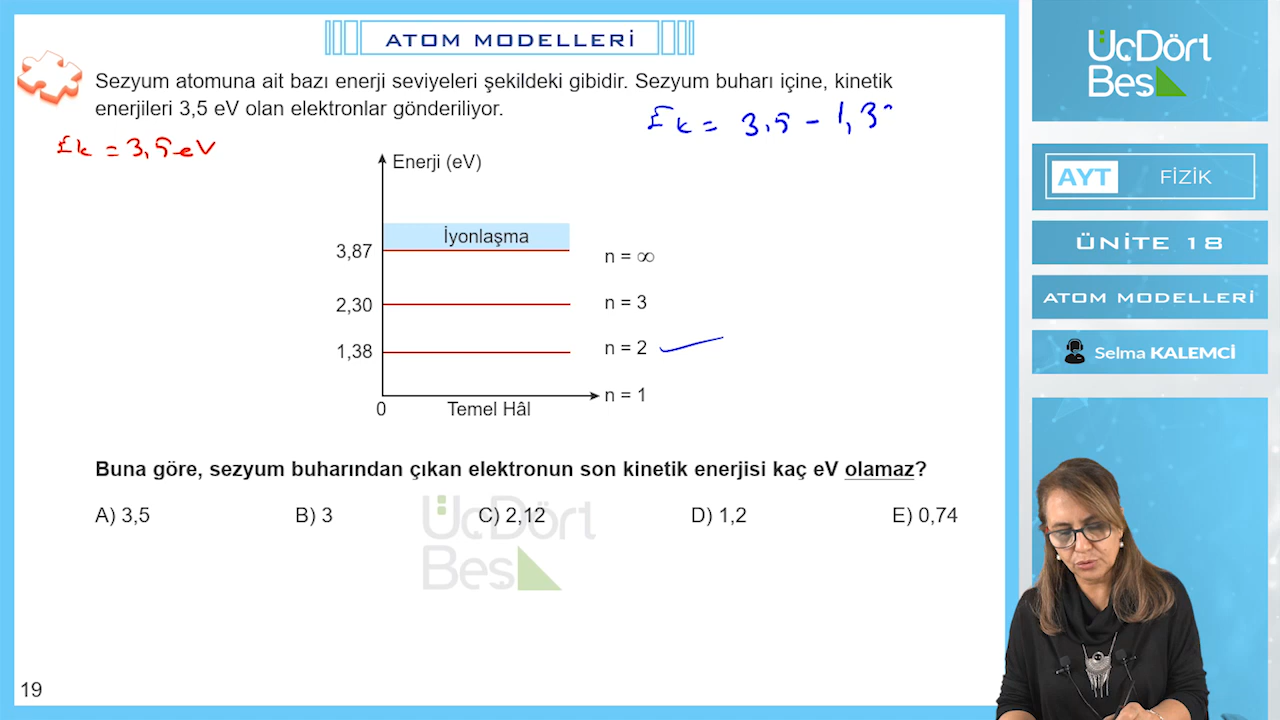 ATOM MODELLERİ
Sezyum atomuna ait bazı enerji seviyeleri şekildeki gibidir. Sezyum buharı içine, kinetik
enerjileri 3,5 eV olan elektronlar gönderiliyor.
Ek = 3,5 - 1,3
Ek = 3,5 eV
Enerji (eV)
İyonlaşma
3,87
n = ∞
2,30
n = 3
1,38
n = 2
n = 1
0
Temel Hâl
Buna göre, sezyum buharından çıkan elektronun son kinetik enerjisi kaç eV olamaz?
A) 3,5 B) 3 C) 2,12 D) 1,2 E) 0,74
ÜçDört
Beş
19
ÜçDört
Beş
AYT FİZİK
ÜNİTE 18
ATOM MODELLERİ
Selma KALEMCİ